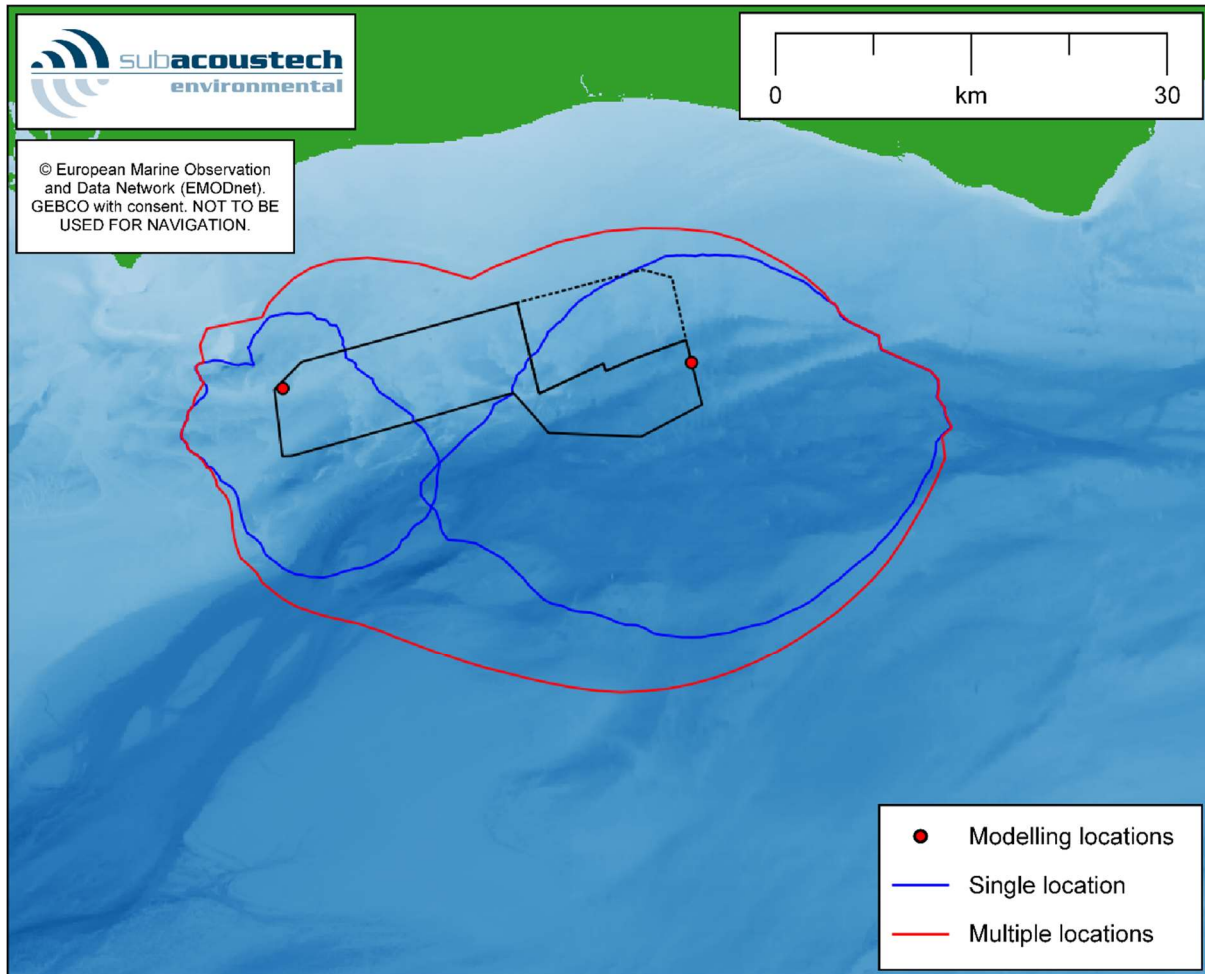 subacoustech
environmental
© European Marine Observation
and Data Network (EMODnet).
GEBCO with consent. NOT TO BE
USED FOR NAVIGATION.
0 km 30
Modelling locations
Single location
Multiple locations